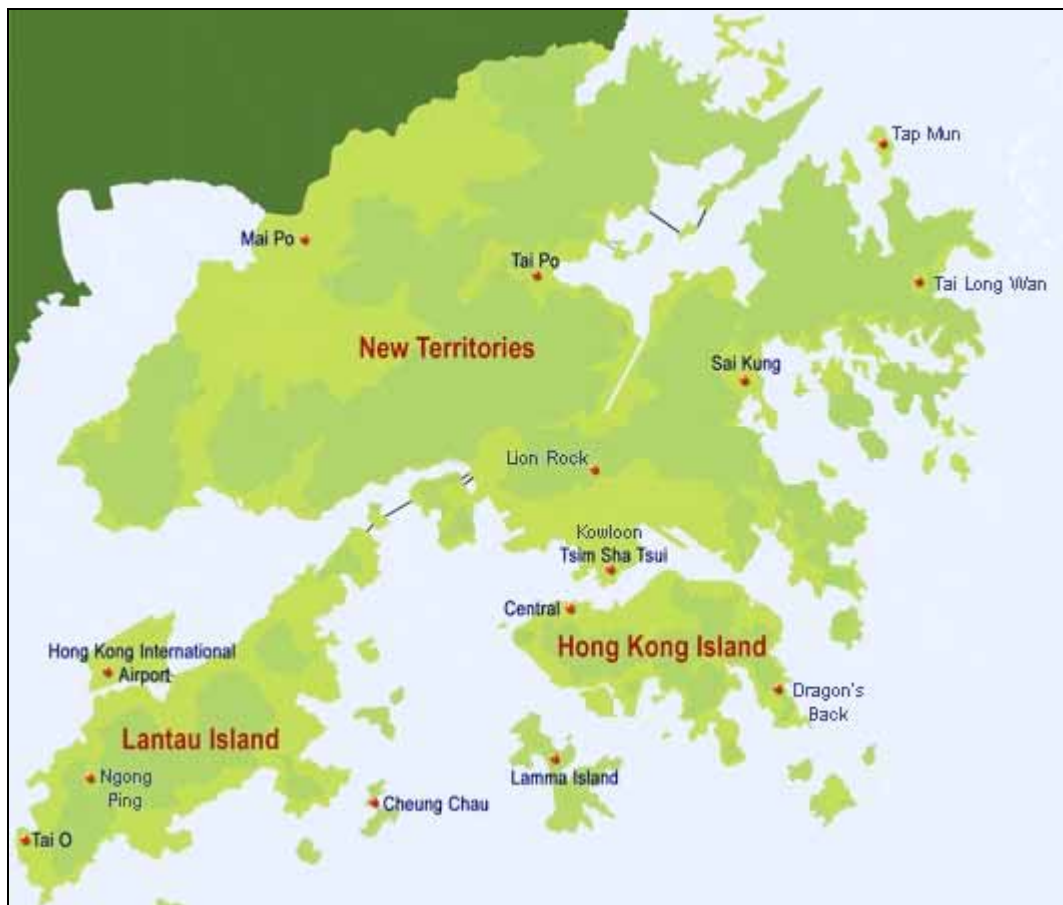 Tap Mun
Mai Po
Tai Po
Tai Long Wan
New Territories
Sai Kung
Lion Rock
Kowloon
Tsim Sha Tsui
Central
Hong Kong Island
Hong Kong International
Airport
Dragon's
Back
Lantau Island
Ngong
Ping
Lamma Island
Cheung Chau
Tai O